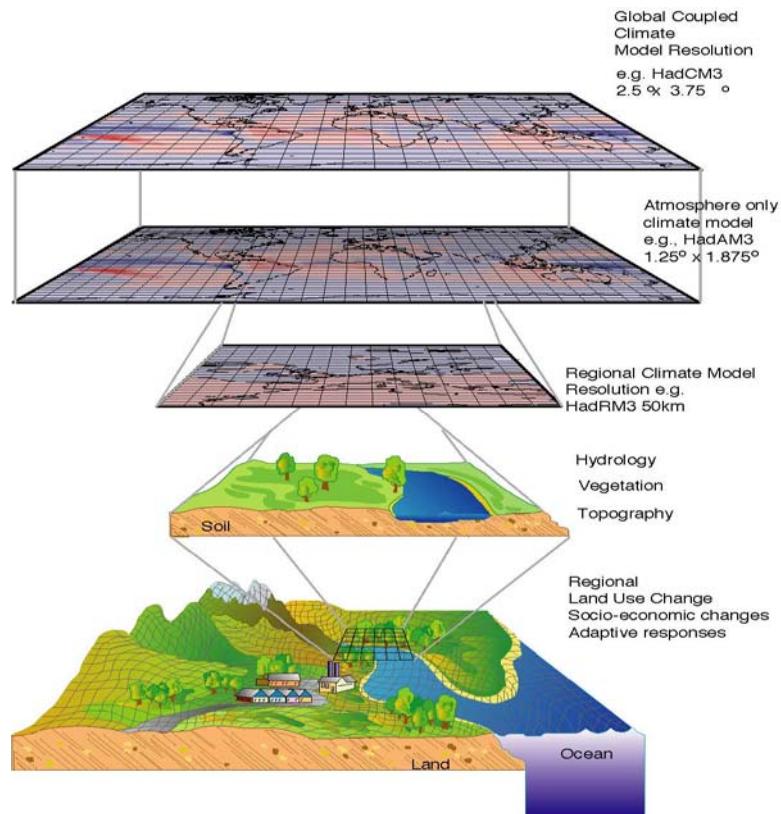 Global Coupled
Climate
Model Resolution
e.g. HadCM3
2.5 ºx 3.75 º
Atmosphere only
climate model
e.g., HadAM3
1.25º x 1.875º
Regional Climate Model
Resolution e.g.
HadRM3 50km
Hydrology
Vegetation
Topography
Soil
Regional
Land Use Change
Socio-economic changes
Adaptive responses
Ocean
Land